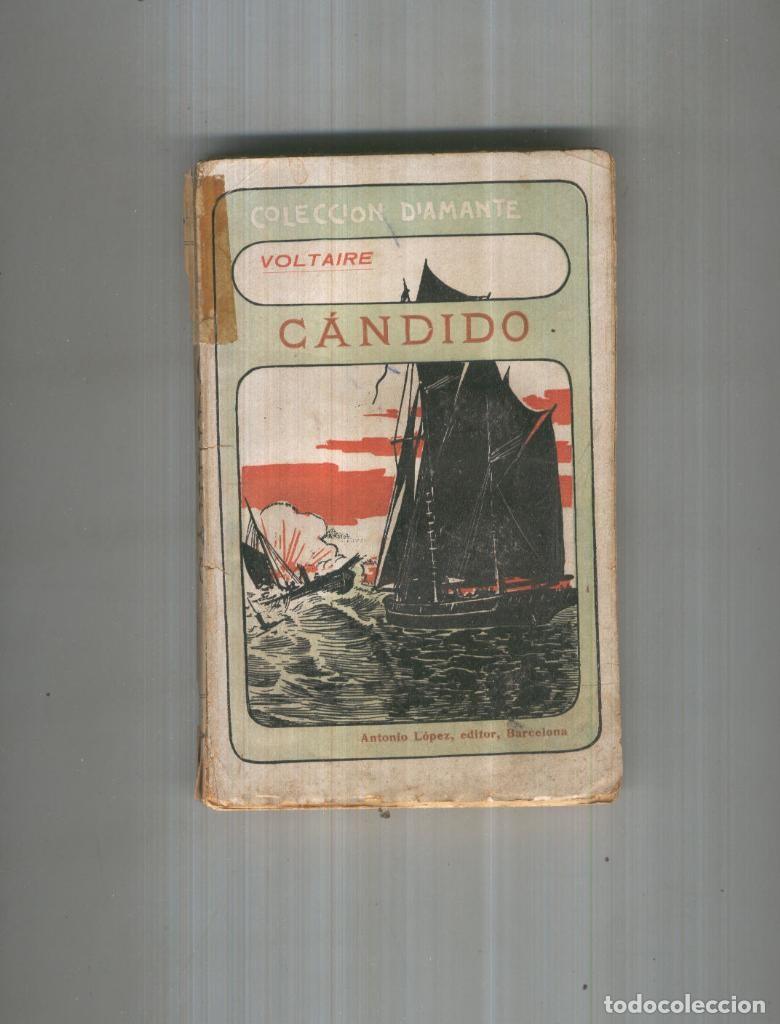 COLECCION DIAMANTE
VOLTAIRE
CÁNDIDO
Antonio López, editor, Barcelona
todocoleccion